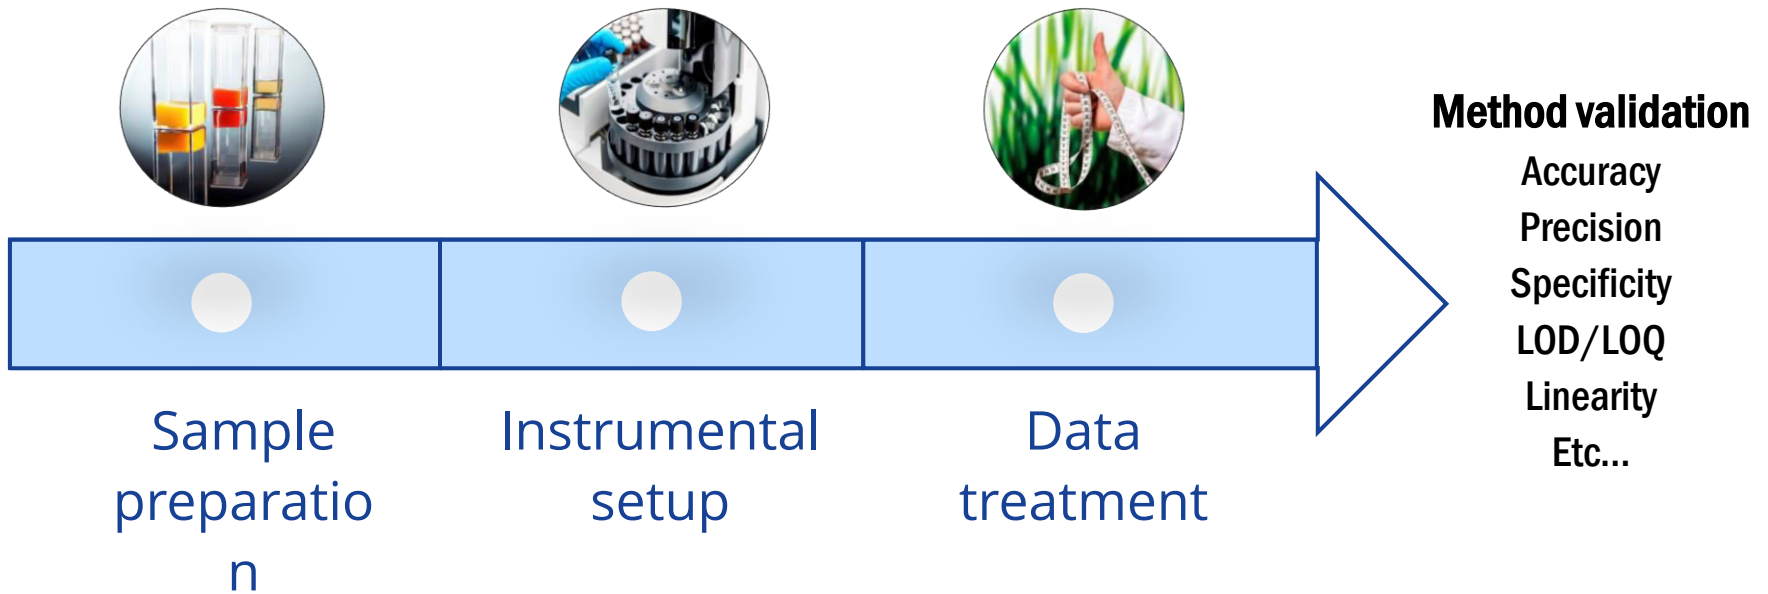 Sample
preparatio
n
Instrumental
setup
Data
treatment
Method validation
Accuracy
Precision
Specificity
LOD/LOQ
Linearity
Etc...